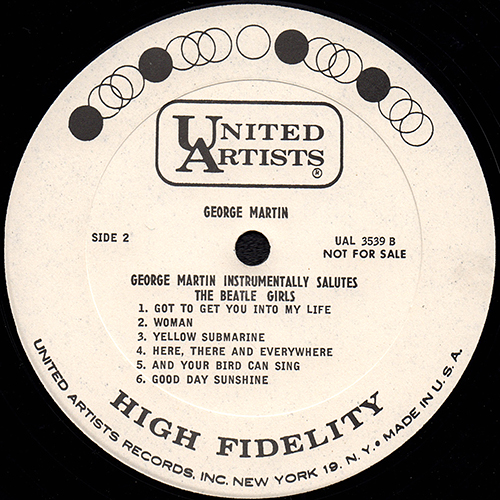 UNITED
ARTISTS
®
GEORGE MARTIN
SIDE 2
UAL 3539 B
NOT FOR SALE
GEORGE MARTIN INSTRUMENTALLY SALUTES
THE BEATLE GIRLS
1. GOT TO GET YOU INTO MY LIFE
2. WOMAN
3. YELLOW SUBMARINE
4. HERE, THERE AND EVERYWHERE
5. AND YOUR BIRD CAN SING
6. GOOD DAY SUNSHINE
HIGH FIDELITY
UNITED ARTISTS RECORDS, INC. NEW YORK 19, N.Y. • MADE IN U.S.A.